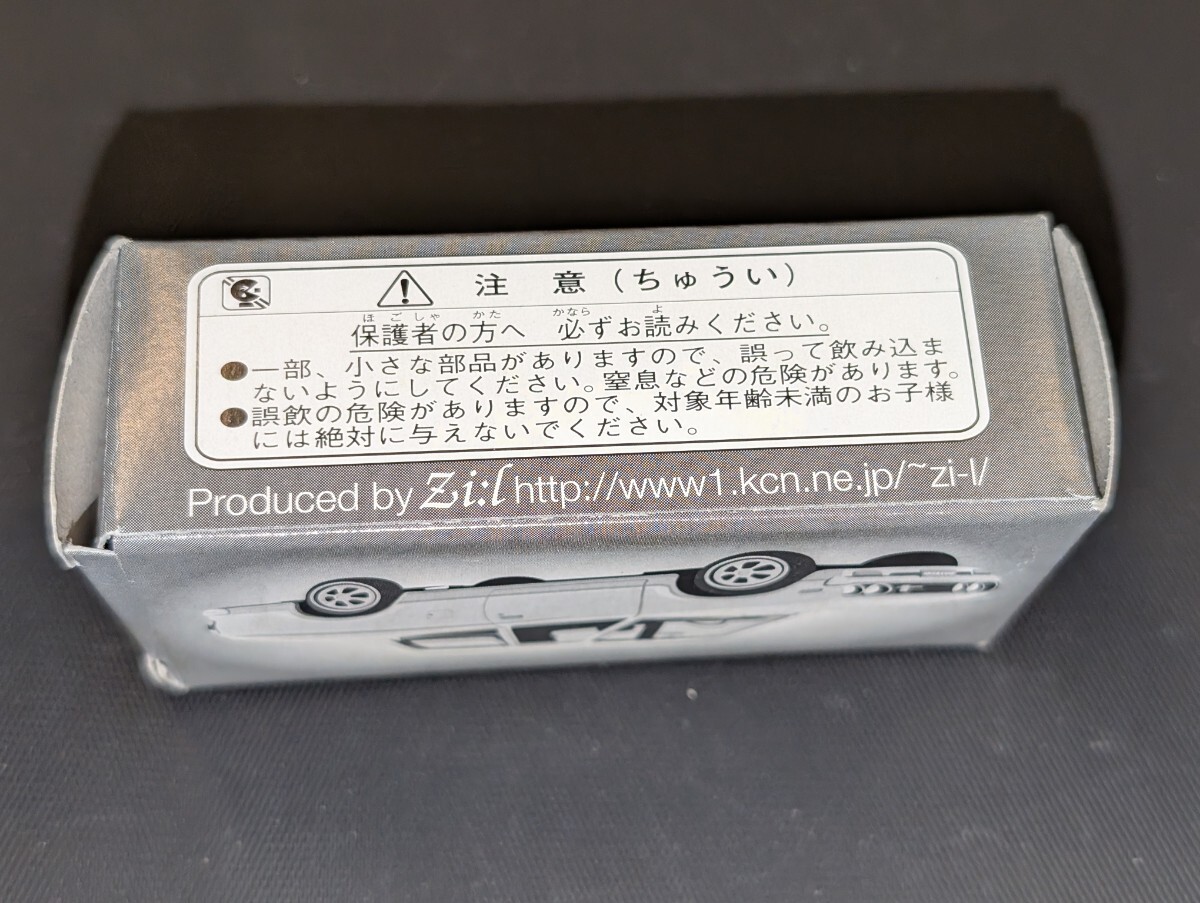 注意(ちゅうい)
ほごしゃ かた かなら よ
保護者の方へ 必ずお読みください。
●一部、小さな部品がありますので、誤って飲み込ま
ないようにしてください。窒息などの危険があります。
●誤飲の危険がありますので、対象年齢未満のお子様
には絶対に与えないでください。
Produced by Zi:l http://www1.kcn.ne.jp/~zi-l/